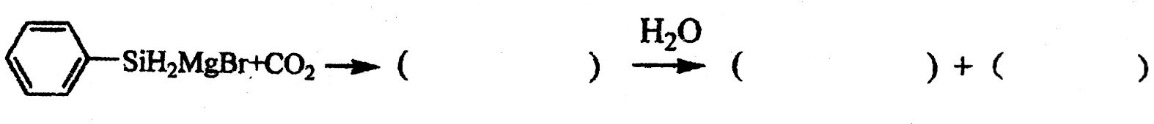 H₂O
SiH₂MgBr+CO₂ → ( ) → ( ) + ( )